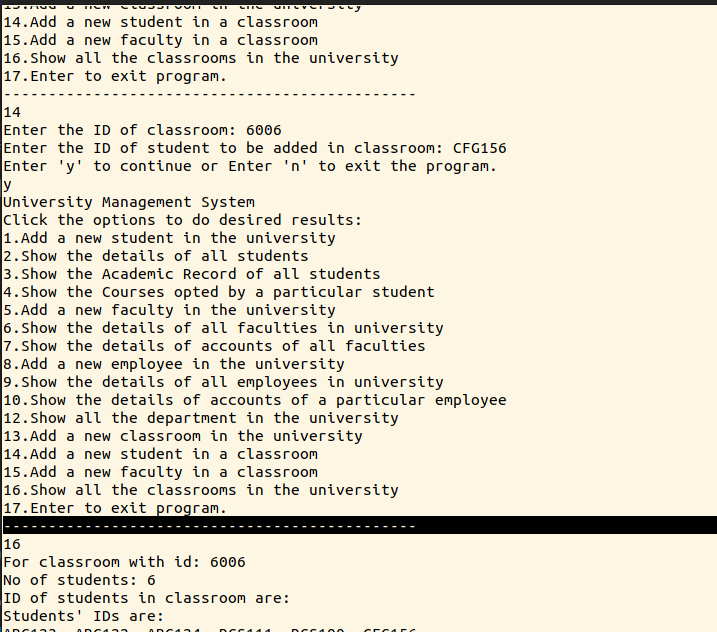 13.Add a new classroom in the university
14.Add a new student in a classroom
15.Add a new faculty in a classroom
16.Show all the classrooms in the university
17.Enter to exit program.
----------------------------------------------
14
Enter the ID of classroom: 6006
Enter the ID of student to be added in classroom: CFG156
Enter 'y' to continue or Enter 'n' to exit the program.
y
University Management System
Click the options to do desired results:
1.Add a new student in the university
2.Show the details of all students
3.Show the Academic Record of all students
4.Show the Courses opted by a particular student
5.Add a new faculty in the university
6.Show the details of all faculties in university
7.Show the details of accounts of all faculties
8.Add a new employee in the university
9.Show the details of all employees in university
10.Show the details of accounts of a particular employee
12.Show all the department in the university
13.Add a new classroom in the university
14.Add a new student in a classroom
15.Add a new faculty in a classroom
16.Show all the classrooms in the university
17.Enter to exit program.
----------------------------------------------
16
For classroom with id: 6006
No of students: 6
ID of students in classroom are:
Students' IDs are: